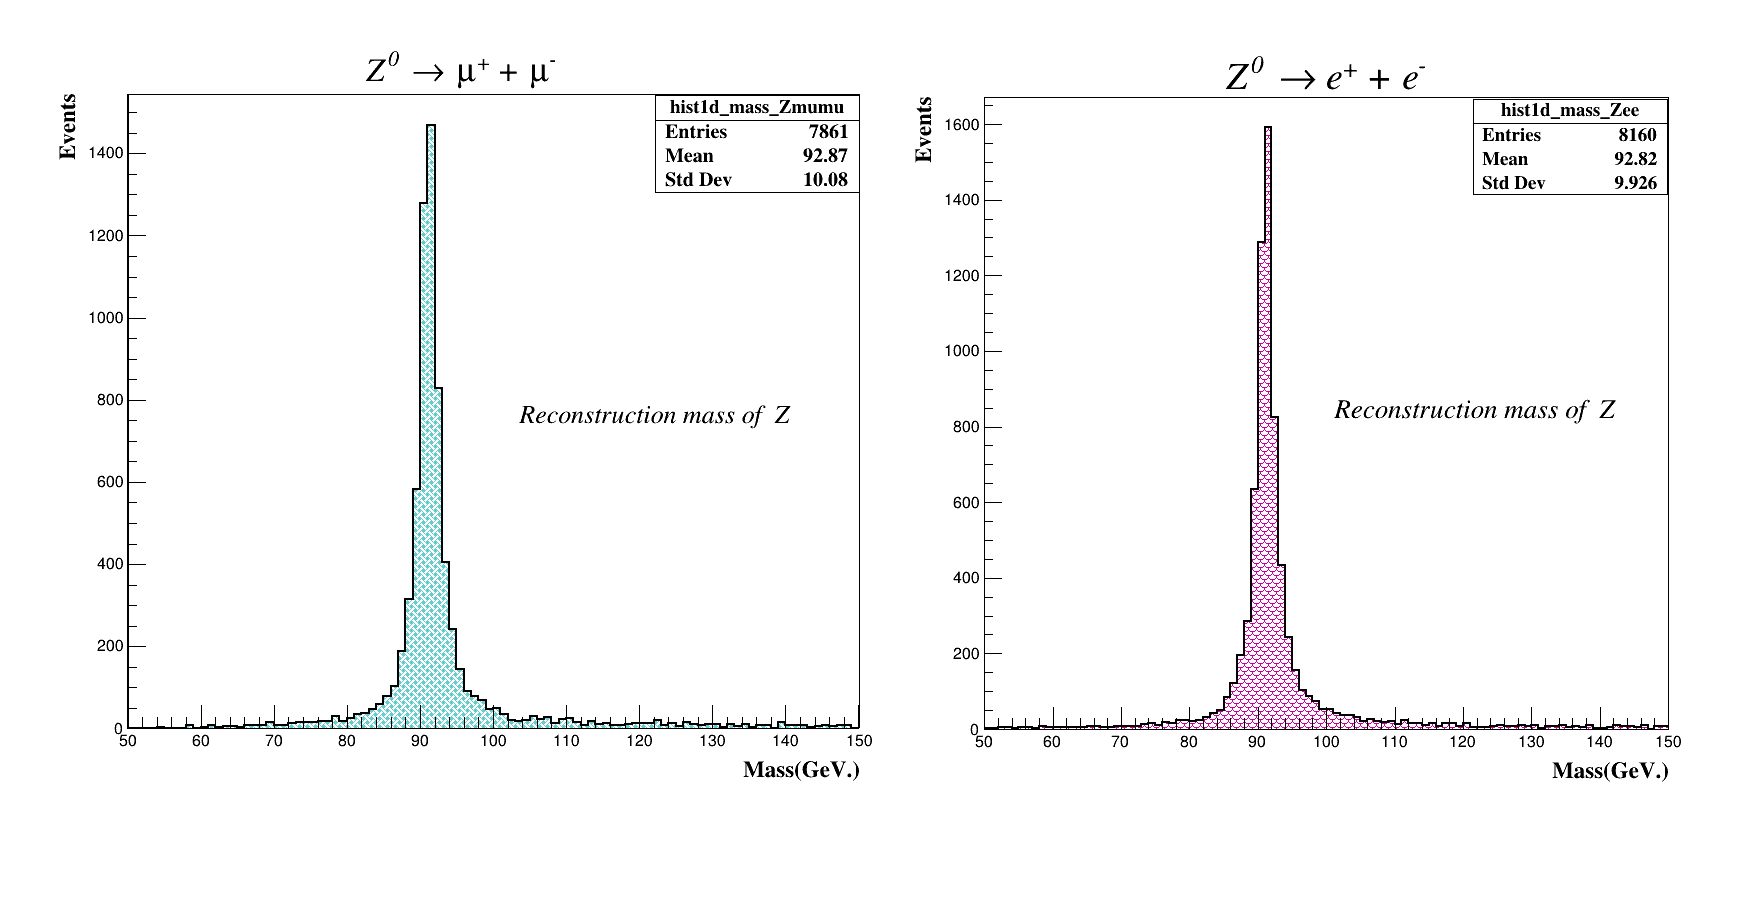 Z⁰ → μ⁺ + μ⁻
Events
hist1d_mass_Zmumu
Entries 7861
Mean 92.87
Std Dev 10.08
1400
1200
1000
800
600
400
200
0
Reconstruction mass of Z
50 60 70 80 90 100 110 120 130 140 150
Mass(GeV.)
Z⁰ → e⁺ + e⁻
Events
hist1d_mass_Zee
Entries 8160
Mean 92.82
Std Dev 9.926
1600
1400
1200
1000
800
600
400
200
0
Reconstruction mass of Z
50 60 70 80 90 100 110 120 130 140 150
Mass(GeV.)